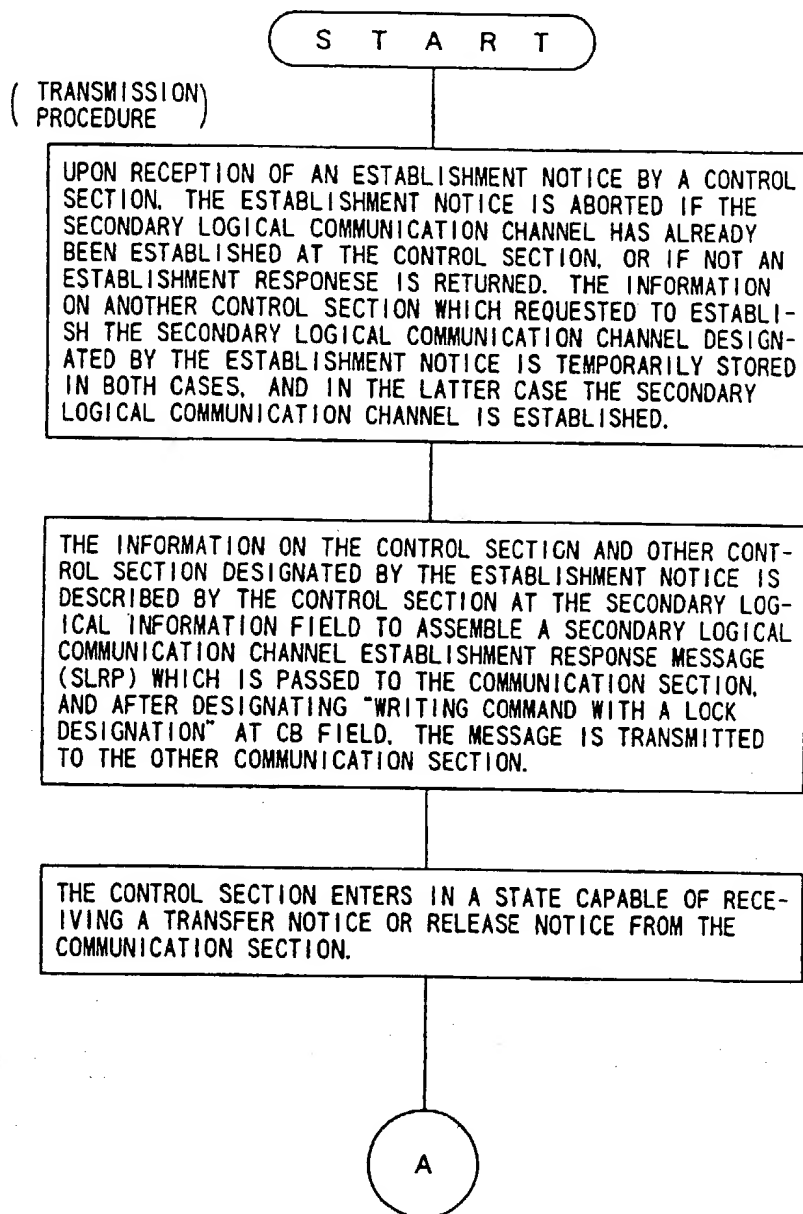 S T A R T
( TRANSMISSION )
PROCEDURE
UPON RECEPTION OF AN ESTABLISHMENT NOTICE BY A CONTROL
SECTION, THE ESTABLISHMENT NOTICE IS ABORTED IF THE
SECONDARY LOGICAL COMMUNICATION CHANNEL HAS ALREADY
BEEN ESTABLISHED AT THE CONTROL SECTION, OR IF NOT AN
ESTABLISHMENT RESPONESE IS RETURNED. THE INFORMATION
ON ANOTHER CONTROL SECTION WHICH REQUESTED TO ESTABLI-
SH THE SECONDARY LOGICAL COMMUNICATION CHANNEL DESIGN-
ATED BY THE ESTABLISHMENT NOTICE IS TEMPORARILY STORED
IN BOTH CASES, AND IN THE LATTER CASE THE SECONDARY
LOGICAL COMMUNICATION CHANNEL IS ESTABLISHED.
THE INFORMATION ON THE CONTROL SECTION AND OTHER CONT-
ROL SECTION DESIGNATED BY THE ESTABLISHMENT NOTICE IS
DESCRIBED BY THE CONTROL SECTION AT THE SECONDARY LOG-
ICAL INFORMATION FIELD TO ASSEMBLE A SECONDARY LOGICAL
COMMUNICATION CHANNEL ESTABLISHMENT RESPONSE MESSAGE
(SLRP) WHICH IS PASSED TO THE COMMUNICATION SECTION,
AND AFTER DESIGNATING "WRITING COMMAND WITH A LOCK
DESIGNATION" AT CB FIELD, THE MESSAGE IS TRANSMITTED
TO THE OTHER COMMUNICATION SECTION.
THE CONTROL SECTION ENTERS IN A STATE CAPABLE OF RECE-
IVING A TRANSFER NOTICE OR RELEASE NOTICE FROM THE
COMMUNICATION SECTION.
A